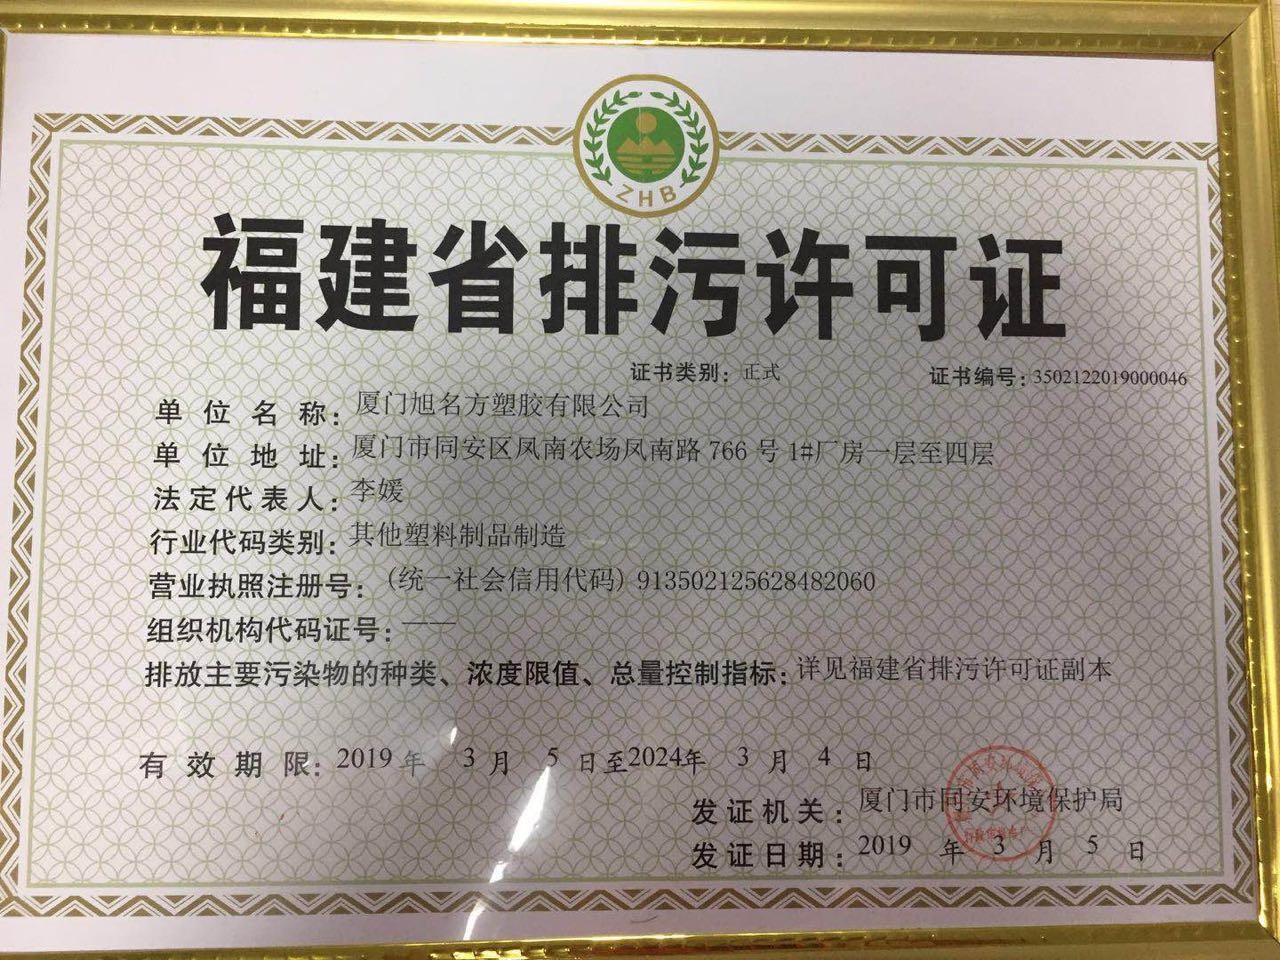 ZHB
福建省排污许可证
证书类别：正式 证书编号：3502122019000046
单位名称：厦门旭名方塑胶有限公司
单位地址：厦门市同安区凤南农场凤南路 766 号 1#厂房一层至四层
法定代表人：李媛
行业代码类别：其他塑料制品制造
营业执照注册号：(统一社会信用代码) 913502125628482060
组织机构代码证号：——
排放主要污染物的种类、浓度限值、总量控制指标：详见福建省排污许可证副本
有效期限：2019年 3月 5日至2024年 3月 4日
发证机关：厦门市同安环境保护局
发证日期：2019 年 3 月 5 日